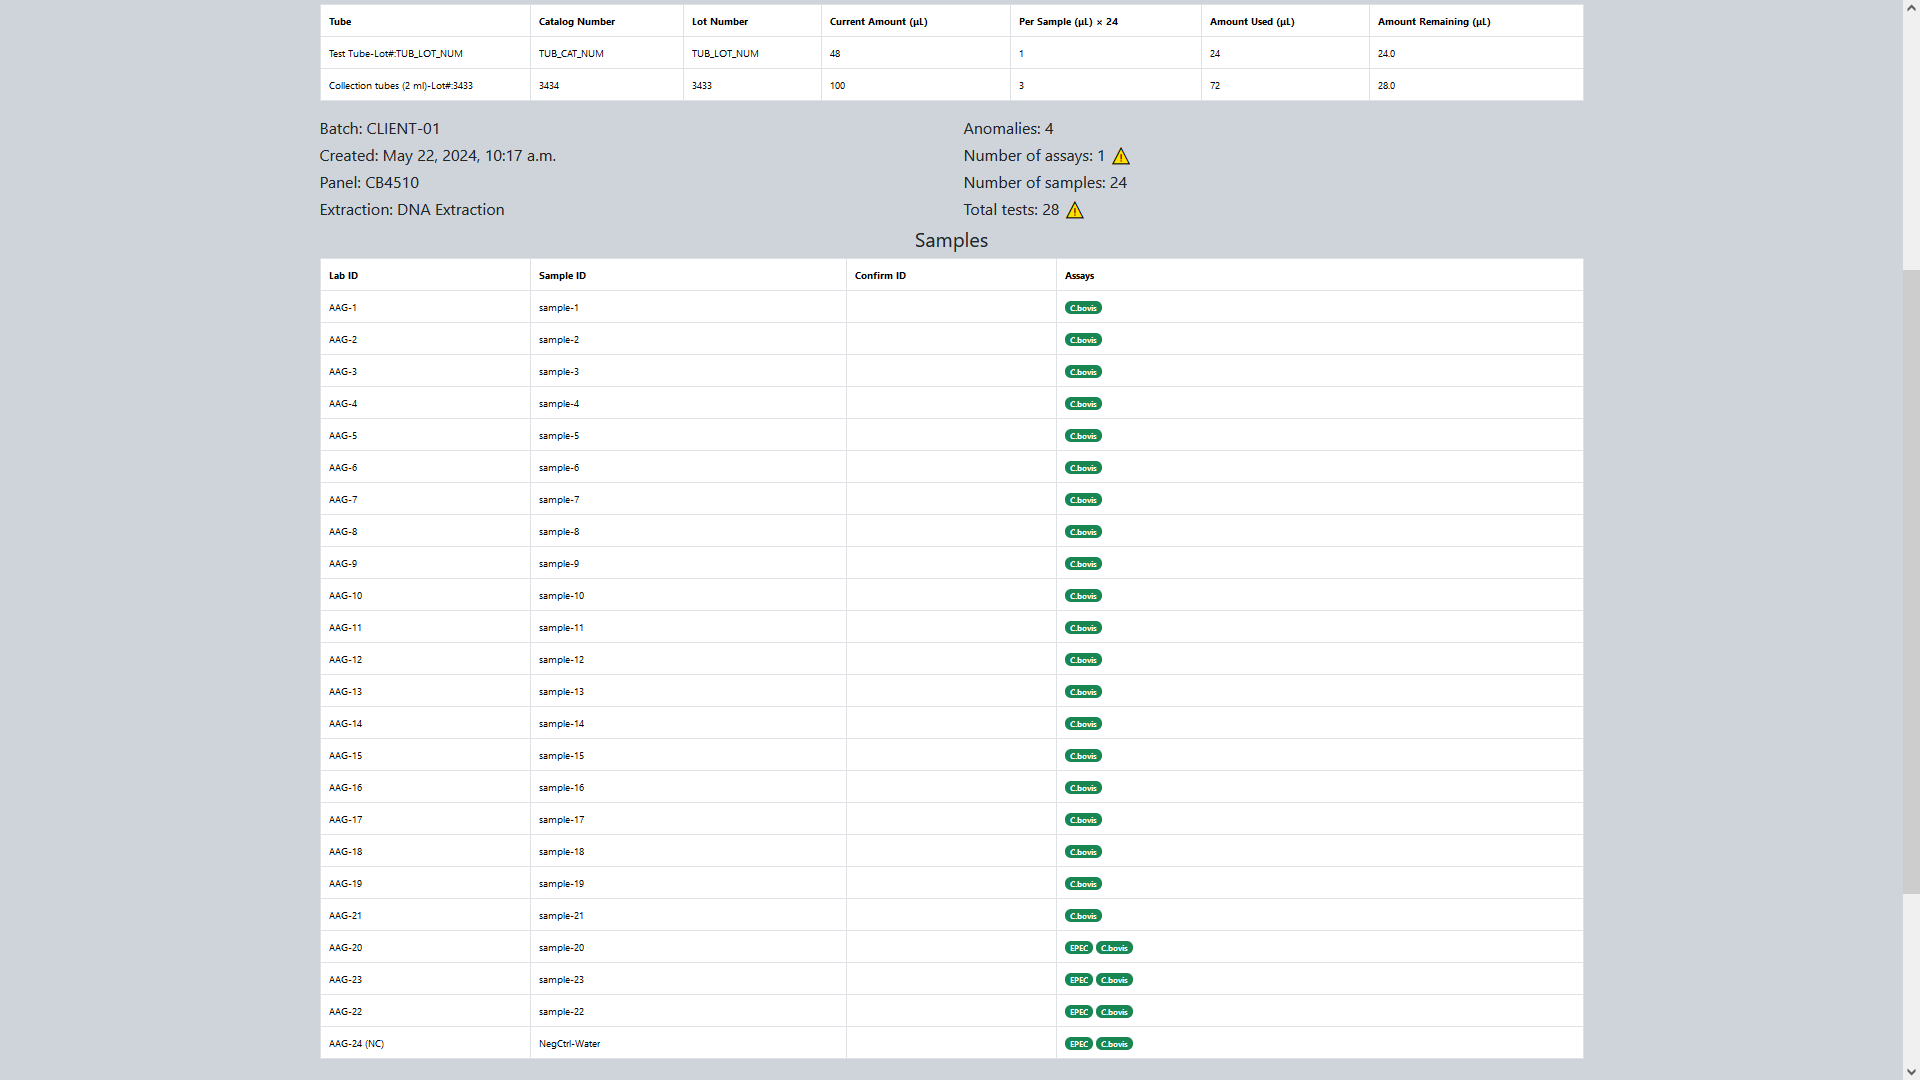 Tube Catalog Number Lot Number Current Amount (µL) Per Sample (µL) × 24 Amount Used (µL) Amount Remaining (µL)
Test Tube-Lot#:TUB_LOT_NUM TUB_CAT_NUM TUB_LOT_NUM 48 1 24 24.0
Collection tubes (2 ml)-Lot#:3433 3434 3433 100 3 72 28.0
Batch: CLIENT-01
Created: May 22, 2024, 10:17 a.m.
Panel: CB4510
Extraction: DNA Extraction
Anomalies: 4
Number of assays: 1
Number of samples: 24
Total tests: 28
Samples
Lab ID Sample ID Confirm ID Assays
AAG-1 sample-1 C.bovis
AAG-2 sample-2 C.bovis
AAG-3 sample-3 C.bovis
AAG-4 sample-4 C.bovis
AAG-5 sample-5 C.bovis
AAG-6 sample-6 C.bovis
AAG-7 sample-7 C.bovis
AAG-8 sample-8 C.bovis
AAG-9 sample-9 C.bovis
AAG-10 sample-10 C.bovis
AAG-11 sample-11 C.bovis
AAG-12 sample-12 C.bovis
AAG-13 sample-13 C.bovis
AAG-14 sample-14 C.bovis
AAG-15 sample-15 C.bovis
AAG-16 sample-16 C.bovis
AAG-17 sample-17 C.bovis
AAG-18 sample-18 C.bovis
AAG-19 sample-19 C.bovis
AAG-21 sample-21 C.bovis
AAG-20 sample-20 EPEC C.bovis
AAG-23 sample-23 EPEC C.bovis
AAG-22 sample-22 EPEC C.bovis
AAG-24 (NC) NegCtrl-Water EPEC C.bovis